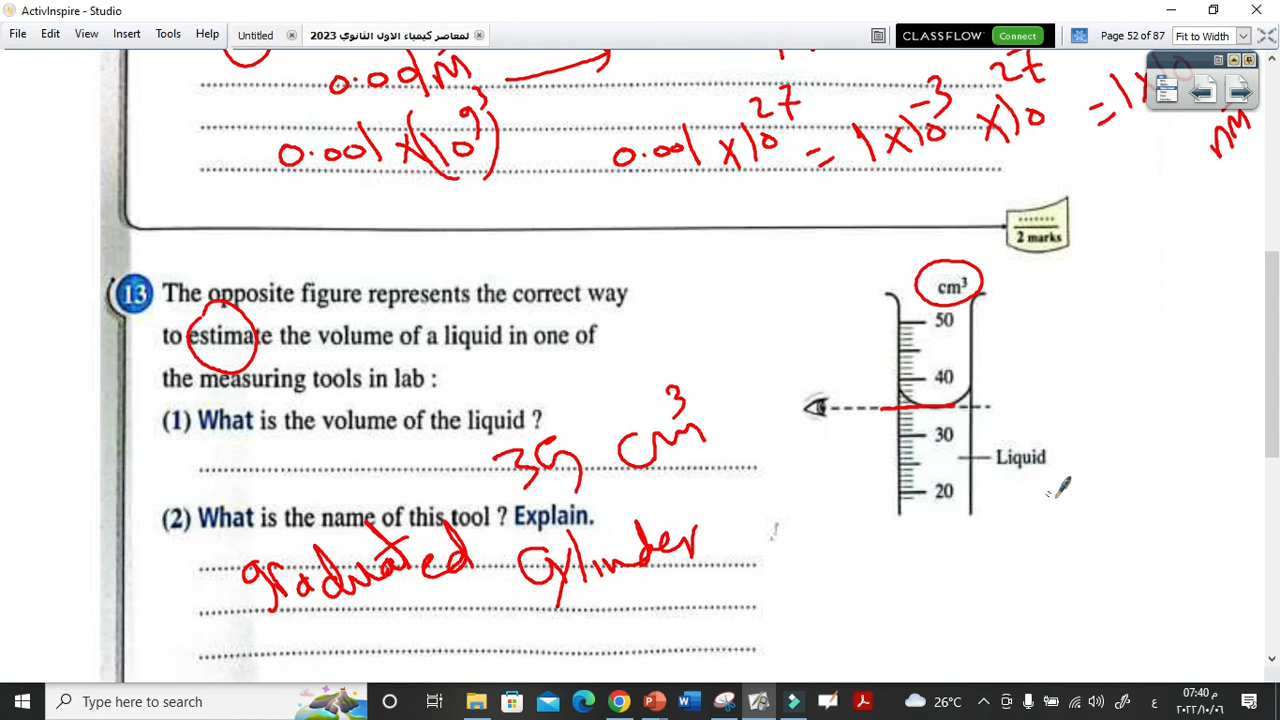 ActivInspire - Studio
File Edit View Insert Tools Help
Untitled
لمعاصر كيمياء الاول الثانوي 2023
CLASSFLOW Connect
Page 52 of 87
Fit to Width
0.001 × (10⁹)³
0.001 × 10²⁷ = 1 × 10⁻³ × 10²⁷
2 marks
13 The opposite figure represents the correct way
to estimate the volume of a liquid in one of
the measuring tools in lab :
(1) What is the volume of the liquid ?
35 cm³
(2) What is the name of this tool ? Explain.
graduated cylinder
cm³
50
40
30
20
Liquid
Type here to search
26°C
ع
07:40 م
٢٠٢٢/١٠/٠٦